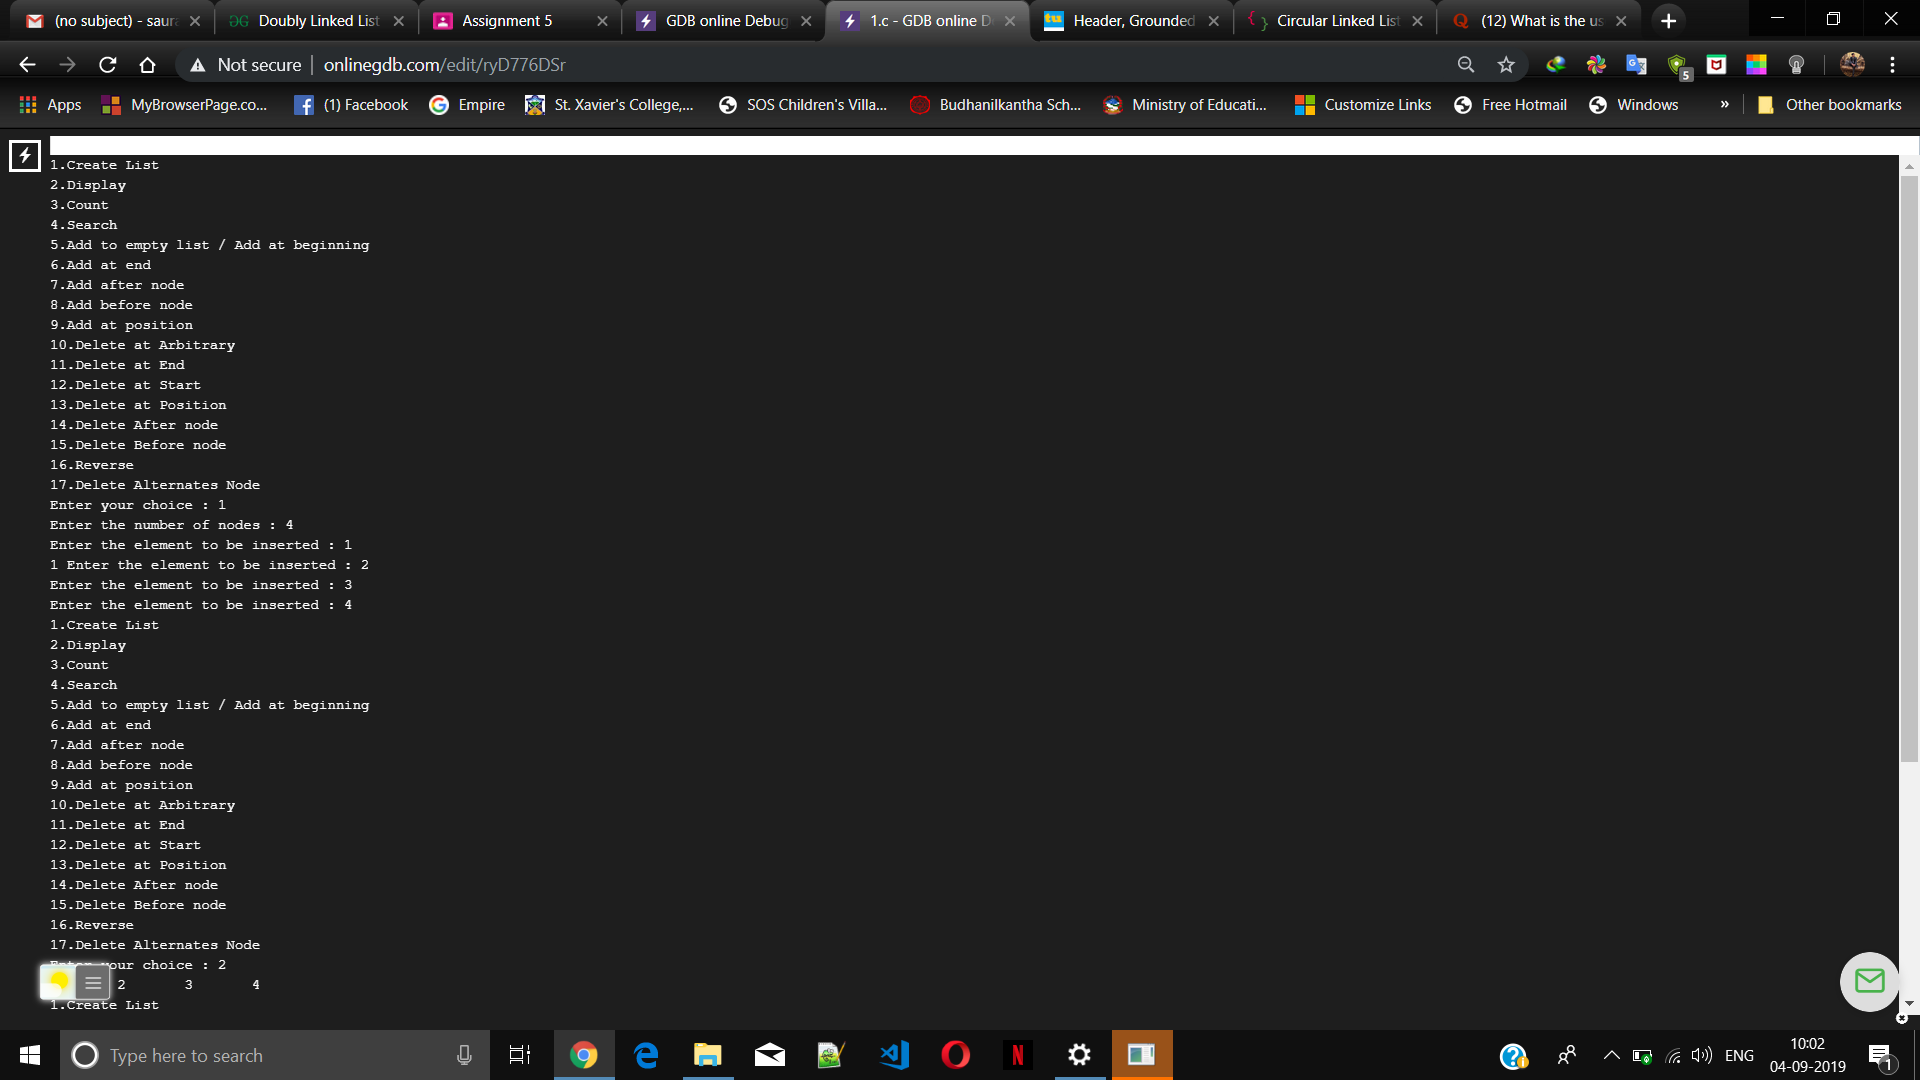 (no subject) - saura
Doubly Linked List
Assignment 5
GDB online Debug
1.c - GDB online De
Header, Grounded
Circular Linked List
(12) What is the us
Not secure | onlinegdb.com/edit/ryD776DSr
5
Apps
MyBrowserPage.co...
(1) Facebook
Empire
St. Xavier's College,...
SOS Children's Villa...
Budhanilkantha Sch...
Ministry of Educati...
Customize Links
Free Hotmail
Windows
»
Other bookmarks
1.Create List
2.Display
3.Count
4.Search
5.Add to empty list / Add at beginning
6.Add at end
7.Add after node
8.Add before node
9.Add at position
10.Delete at Arbitrary
11.Delete at End
12.Delete at Start
13.Delete at Position
14.Delete After node
15.Delete Before node
16.Reverse
17.Delete Alternates Node
Enter your choice : 1
Enter the number of nodes : 4
Enter the element to be inserted : 1
1 Enter the element to be inserted : 2
Enter the element to be inserted : 3
Enter the element to be inserted : 4
1.Create List
2.Display
3.Count
4.Search
5.Add to empty list / Add at beginning
6.Add at end
7.Add after node
8.Add before node
9.Add at position
10.Delete at Arbitrary
11.Delete at End
12.Delete at Start
13.Delete at Position
14.Delete After node
15.Delete Before node
16.Reverse
17.Delete Alternates Node
Enter your choice : 2
2 3 4
1.Create List
Type here to search
ENG
10:02
04-09-2019
1